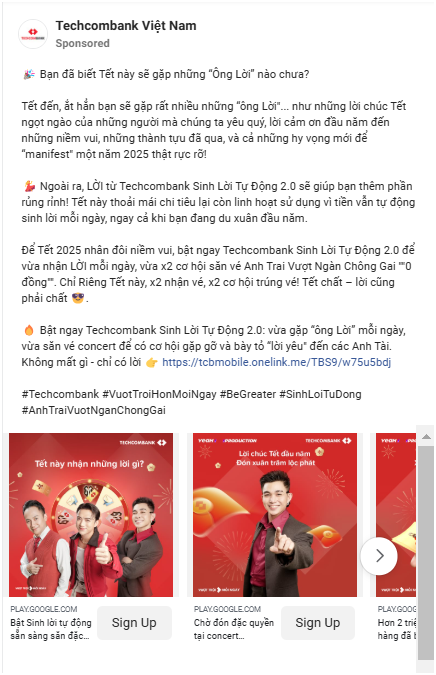 Techcombank Việt Nam
TECHCOMBANK
Sponsored
🎉 Bạn đã biết Tết này sẽ gặp những “Ông Lời” nào chưa?
Tết đến, ắt hẳn bạn sẽ gặp rất nhiều những “ông Lời"... như những lời chúc Tết
ngọt ngào của những người mà chúng ta yêu quý, lời cảm ơn đầu năm đến
những niềm vui, những thành tựu đã qua, và cả những hy vọng mới để
“manifest" một năm 2025 thật rực rỡ!
💃 Ngoài ra, LỜI từ Techcombank Sinh Lời Tự Động 2.0 sẽ giúp bạn thêm phần
rủng rỉnh! Tết này thoải mái chi tiêu lại còn linh hoạt sử dụng vì tiền vẫn tự động
sinh lời mỗi ngày, ngay cả khi bạn đang du xuân đầu năm.
Để Tết 2025 nhân đôi niềm vui, bật ngay Techcombank Sinh Lời Tự Động 2.0 để
vừa nhận LỜI mỗi ngày, vừa x2 cơ hội săn vé Anh Trai Vượt Ngàn Chông Gai ""0
đồng"". Chỉ Riêng Tết này, x2 nhận vé, x2 cơ hội trúng vé! Tết chất – lời cũng
phải chất 😎.
🔥 Bật ngay Techcombank Sinh Lời Tự Động 2.0: vừa gặp “ông Lời” mỗi ngày,
vừa săn vé concert để có cơ hội gặp gỡ và bày tỏ "lời yêu" đến các Anh Tài.
Không mất gì - chỉ có lời 👉 https://tcbmobile.onelink.me/TBS9/w75u5bdj
#Techcombank #VuotTroiHonMoiNgay #BeGreater #SinhLoiTuDong
#AnhTraiVuotNganChongGai
TECHCOMBANK
Tết này nhận những lời gì?
VƯỢT TRỘI HƠN MỖI NGÀY
PLAY.GOOGLE.COM
Bật Sinh lời tự động
sẵn sàng săn đặc...
Sign Up
YEAH1 PRODUCTION
TECHCOMBANK
Lời chúc Tết đầu năm
Đón xuân trăm lộc phát
VƯỢT TRỘI HƠN MỖI NGÀY
PLAY.GOOGLE.COM
Chờ đón đặc quyền
tại concert...
Sign Up
VƯỢT TRỘI
Hơn 2 triệ
hàng đã b